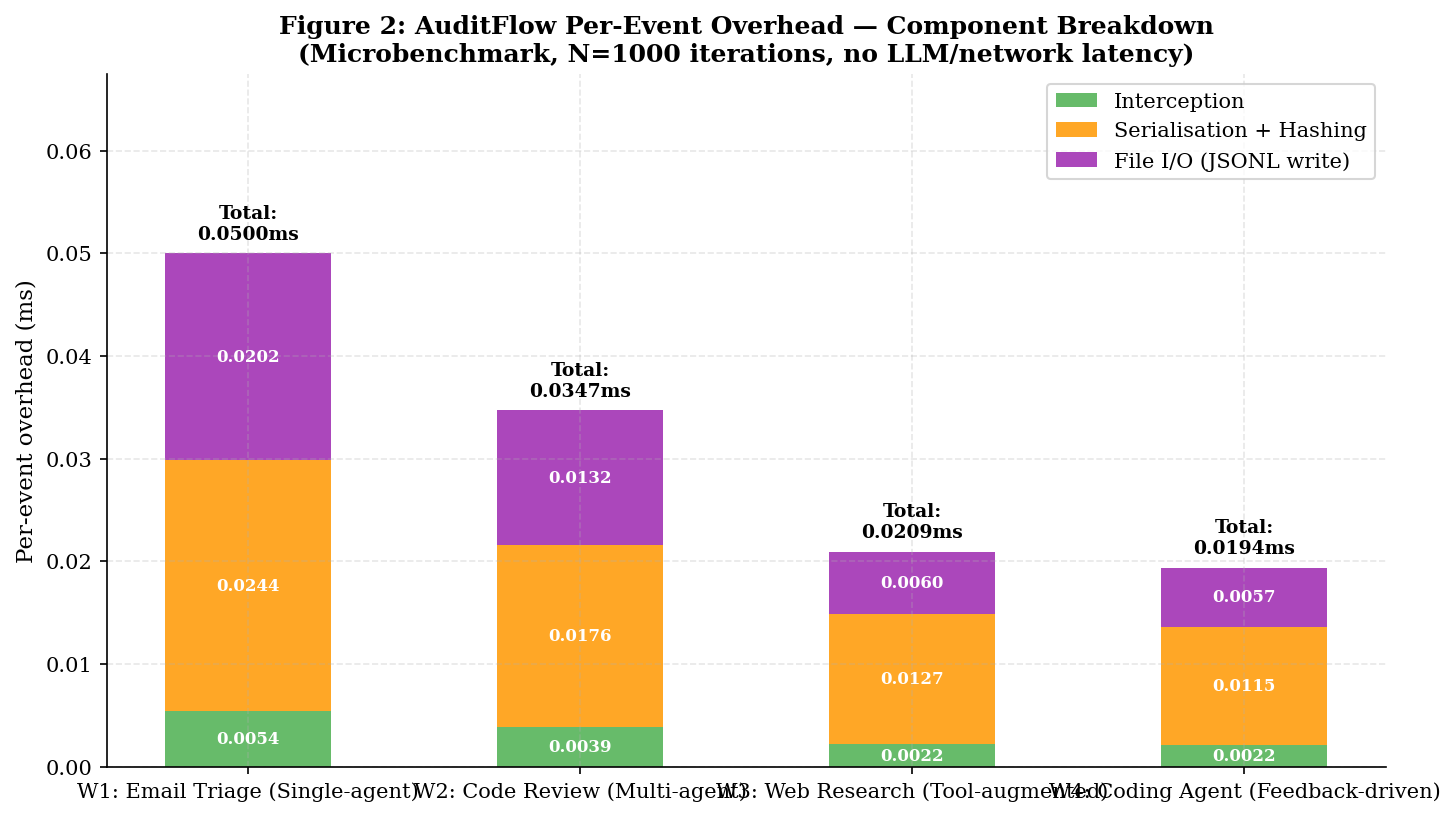 Figure 2: AuditFlow Per-Event Overhead — Component Breakdown
(Microbenchmark, N=1000 iterations, no LLM/network latency)
Interception
Serialisation + Hashing
File I/O (JSONL write)
Per-event overhead (ms)
0.06
0.05
0.04
0.03
0.02
0.01
0.00
Total:
0.0500ms
0.0202
0.0244
0.0054
Total:
0.0347ms
0.0132
0.0176
0.0039
Total:
0.0209ms
0.0060
0.0127
0.0022
Total:
0.0194ms
0.0057
0.0115
0.0022
W1: Email Triage (Single-agent)
W2: Code Review (Multi-agent)
W3: Web Research (Tool-augmented)
W4: Coding Agent (Feedback-driven)